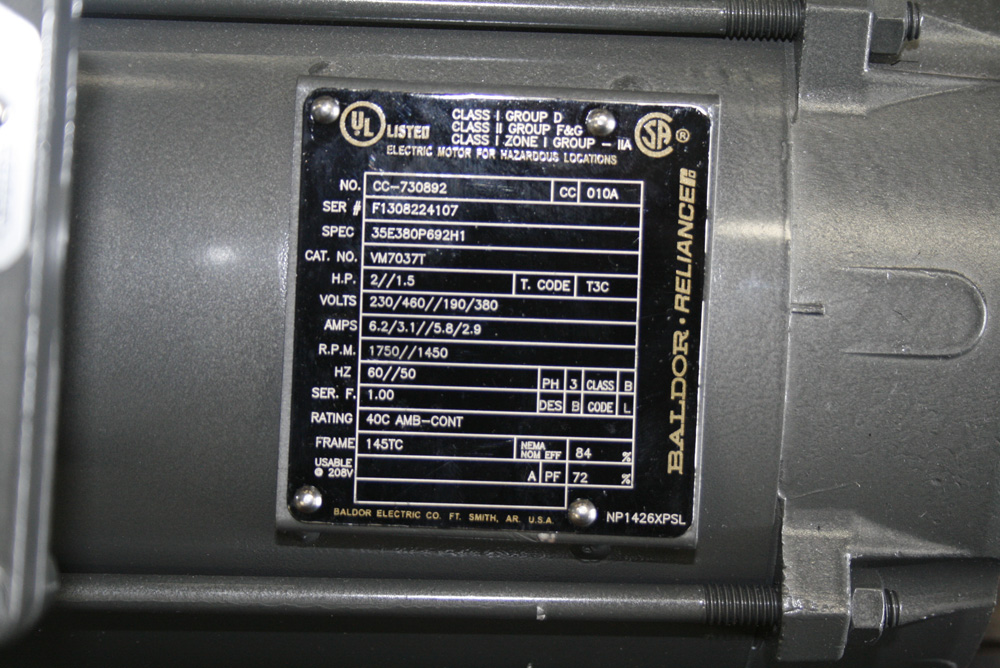 UL LISTED
CLASS I GROUP D
CLASS II GROUP F&G
CLASS I ZONE I GROUP - IIA
ELECTRIC MOTOR FOR HAZARDOUS LOCATIONS
SA ®
NO. CC-730892 CC 010A
SER # F1308224107
SPEC 35E380P692H1
CAT. NO. VM7037T
H.P. 2//1.5 T. CODE T3C
VOLTS 230/460//190/380
AMPS 6.2/3.1//5.8/2.9
R.P.M. 1750//1450
HZ 60//50 PH 3 CLASS B
SER. F. 1.00 DES B CODE L
RATING 40C AMB-CONT
FRAME 145TC NEMA NOM EFF 84 %
USABLE @ 208V A PF 72 %
BALDOR ELECTRIC CO. FT. SMITH, AR. U.S.A.
NP1426XPSL
BALDOR • RELIANCE